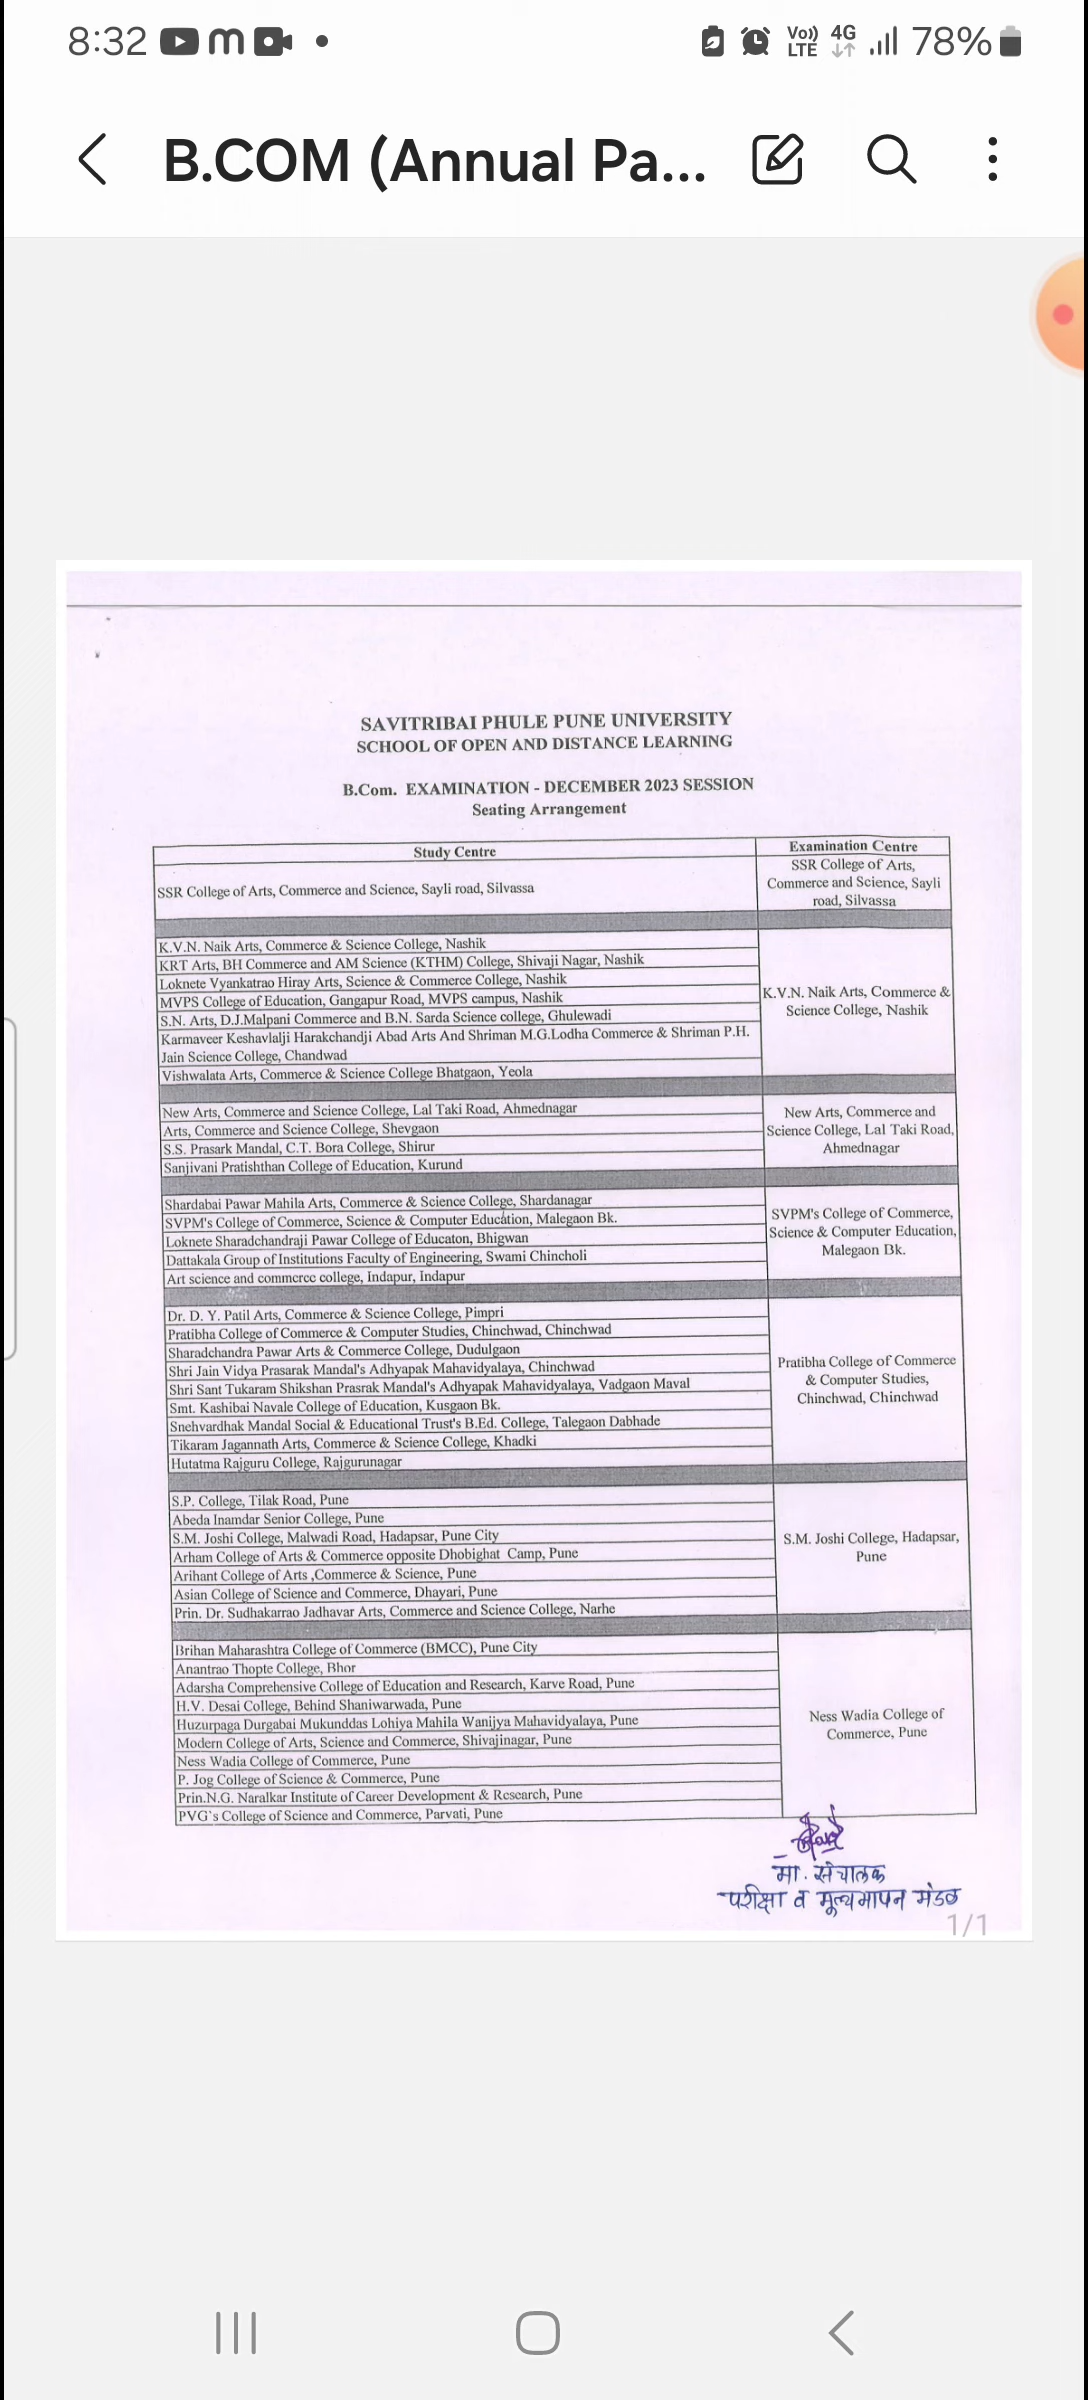 8:32
Vo)) LTE 4G 78%
B.COM (Annual Pa...
SAVITRIBAI PHULE PUNE UNIVERSITY
SCHOOL OF OPEN AND DISTANCE LEARNING
B.Com. EXAMINATION - DECEMBER 2023 SESSION
Seating Arrangement
Study Centre
Examination Centre
SSR College of Arts, Commerce and Science, Sayli road, Silvassa
SSR College of Arts,
Commerce and Science, Sayli
road, Silvassa
K.V.N. Naik Arts, Commerce & Science College, Nashik
KRT Arts, BH Commerce and AM Science (KTHM) College, Shivaji Nagar, Nashik
Loknete Vyankatrao Hiray Arts, Science & Commerce College, Nashik
MVPS College of Education, Gangapur Road, MVPS campus, Nashik
S.N. Arts, D.J.Malpani Commerce and B.N. Sarda Science college, Ghulewadi
Karmaveer Keshavlalji Harakchandji Abad Arts And Shriman M.G.Lodha Commerce & Shriman P.H.
Jain Science College, Chandwad
Vishwalata Arts, Commerce & Science College Bhatgaon, Yeola
K.V.N. Naik Arts, Commerce &
Science College, Nashik
New Arts, Commerce and Science College, Lal Taki Road, Ahmednagar
Arts, Commerce and Science College, Shevgaon
S.S. Prasark Mandal, C.T. Bora College, Shirur
Sanjivani Pratishthan College of Education, Kurund
New Arts, Commerce and
Science College, Lal Taki Road,
Ahmednagar
Shardabai Pawar Mahila Arts, Commerce & Science College, Shardanagar
SVPM's College of Commerce, Science & Computer Education, Malegaon Bk.
Loknete Sharadchandraji Pawar College of Educaton, Bhigwan
Dattakala Group of Institutions Faculty of Engineering, Swami Chincholi
Art science and commerce college, Indapur, Indapur
SVPM's College of Commerce,
Science & Computer Education,
Malegaon Bk.
Dr. D. Y. Patil Arts, Commerce & Science College, Pimpri
Pratibha College of Commerce & Computer Studies, Chinchwad, Chinchwad
Sharadchandra Pawar Arts & Commerce College, Dudulgaon
Shri Jain Vidya Prasarak Mandal's Adhyapak Mahavidyalaya, Chinchwad
Shri Sant Tukaram Shikshan Prasrak Mandal's Adhyapak Mahavidyalaya, Vadgaon Maval
Smt. Kashibai Navale College of Education, Kusgaon Bk.
Snehvardhak Mandal Social & Educational Trust's B.Ed. College, Talegaon Dabhade
Tikaram Jagannath Arts, Commerce & Science College, Khadki
Hutatma Rajguru College, Rajgurunagar
Pratibha College of Commerce
& Computer Studies,
Chinchwad, Chinchwad
S.P. College, Tilak Road, Pune
Abeda Inamdar Senior College, Pune
S.M. Joshi College, Malwadi Road, Hadapsar, Pune City
Arham College of Arts & Commerce opposite Dhobighat Camp, Pune
Arihant College of Arts ,Commerce & Science, Pune
Asian College of Science and Commerce, Dhayari, Pune
Prin. Dr. Sudhakarrao Jadhavar Arts, Commerce and Science College, Narhe
S.M. Joshi College, Hadapsar,
Pune
Brihan Maharashtra College of Commerce (BMCC), Pune City
Anantrao Thopte College, Bhor
Adarsha Comprehensive College of Education and Research, Karve Road, Pune
H.V. Desai College, Behind Shaniwarwada, Pune
Huzurpaga Durgabai Mukunddas Lohiya Mahila Wanijya Mahavidyalaya, Pune
Modern College of Arts, Science and Commerce, Shivajinagar, Pune
Ness Wadia College of Commerce, Pune
P. Jog College of Science & Commerce, Pune
Prin.N.G. Naralkar Institute of Career Development & Research, Pune
PVG's College of Science and Commerce, Parvati, Pune
Ness Wadia College of
Commerce, Pune
मा. संचालक
परीक्षा व मूल्यमापन मंडळ
1/1